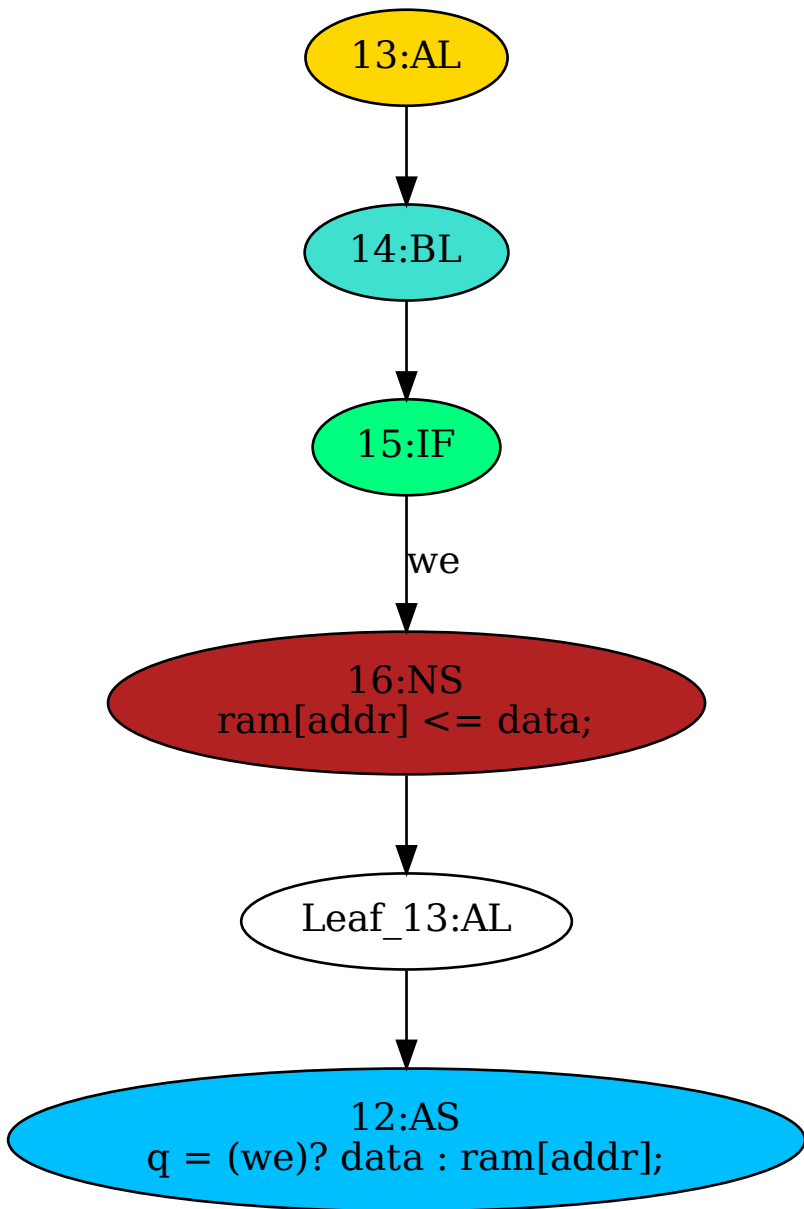 13:AL
14:BL
15:IF
we
16:NS
ram[addr] <= data;
Leaf_13:AL
12:AS
q = (we)? data : ram[addr];